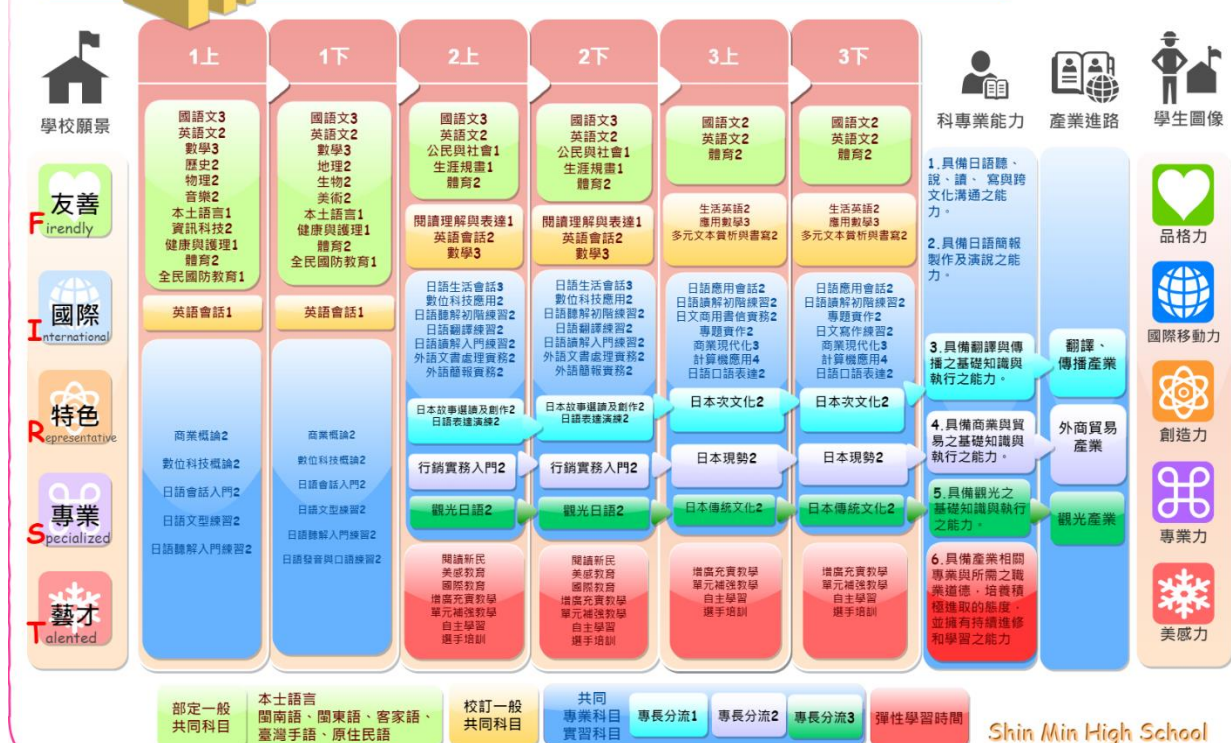 學校願景
友善
Firendly
國際
International
特色
Representative
專業
Specialized
藝才
Talented
1上
國語文3
英語文2
數學3
歷史2
物理2
音樂2
本土語言1
資訊科技2
健康與護理1
體育2
全民國防教育1
英語會話1
商業概論2
數位科技概論2
日語會話入門2
日語文型練習2
日語聽解入門練習2
1下
國語文3
英語文2
數學3
地理2
生物2
美術2
本土語言1
健康與護理1
體育2
全民國防教育1
英語會話1
商業概論2
數位科技概論2
日語會話入門2
日語文型練習2
日語聽解入門練習2
日語發音與口語練習2
2上
國語文3
英語文2
公民與社會1
生涯規畫1
體育2
閱讀理解與表達1
英語會話2
數學3
日語生活會話3
數位科技應用2
日語聽解初階練習2
日語翻譯練習2
日語讀解入門練習2
外語文書處理實務2
外語簡報實務2
日本故事選讀及創作2
日語表達演練2
行銷實務入門2
觀光日語2
閱讀新民
美感教育
國際教育
增廣充實教學
單元補強教學
自主學習
選手培訓
2下
國語文3
英語文2
公民與社會1
生涯規畫1
體育2
閱讀理解與表達1
英語會話2
數學3
日語生活會話3
數位科技應用2
日語聽解初階練習2
日語翻譯練習2
日語讀解入門練習2
外語文書處理實務2
外語簡報實務2
日本故事選讀及創作2
日語表達演練2
行銷實務入門2
觀光日語2
閱讀新民
美感教育
國際教育
增廣充實教學
單元補強教學
自主學習
選手培訓
3上
國語文2
英語文2
體育2
生活英語2
應用數學3
多元文本賞析與書寫2
日語應用會話2
日語讀解初階練習2
日文商用書信實務2
專題實作2
商業現代化3
計算機應用4
日語口語表達2
日本次文化2
日本現勢2
日本傳統文化2
增廣充實教學
單元補強教學
自主學習
選手培訓
3下
國語文2
英語文2
體育2
生活英語2
應用數學3
多元文本賞析與書寫2
日語應用會話2
日語讀解初階練習2
專題實作2
日文寫作練習2
商業現代化3
計算機應用4
日語口語表達2
日本次文化2
日本現勢2
日本傳統文化2
增廣充實教學
單元補強教學
自主學習
選手培訓
科專業能力
1.具備日語聽、
說、讀、 寫與跨
文化溝通之能
力。
2.具備日語簡報
製作及演說之能
力。
3.具備翻譯與傳
播之基礎知識與
執行之能力。
4.具備商業與貿
易之基礎知識與
執行之能力。
5.具備觀光之
基礎知識與執行
之能力。
6.具備產業相關
專業與所需之職
業道德，培養積
極進取的態度，
並擁有持續進修
和學習之能力
產業進路
翻譯、
傳播產業
外商貿易
產業
觀光產業
學生圖像
品格力
國際移動力
創造力
專業力
美感力
部定一般
共同科目
本士語言
閩南語、閩東語、客家語、
臺灣手語、原住民語
校訂一般
共同科目
共同
專業科目
實習科目
專長分流1
專長分流2
專長分流3
彈性學習時間
Shin Min High School